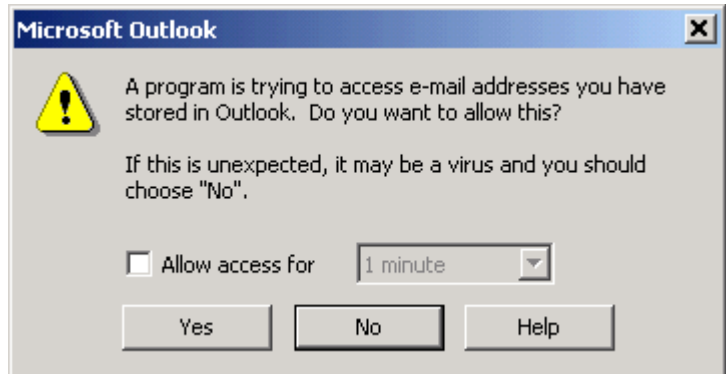 Microsoft Outlook
A program is trying to access e-mail addresses you have
stored in Outlook.  Do you want to allow this?
If this is unexpected, it may be a virus and you should
choose "No".
Allow access for 1 minute
Yes No Help